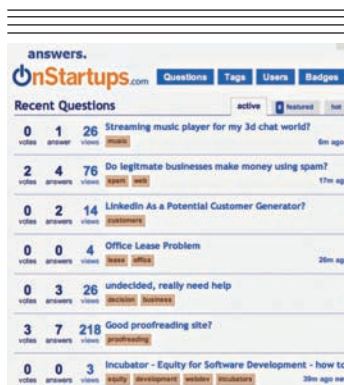 answers.
OnStartups.com Questions Tags Users Badges
Recent Questions active featured hot
0 1 26 Streaming music player for my 3d chat world?
votes answer views music 6m ago
2 4 76 Do legitmate businesses make money using spam?
votes answers views spam web 17m ag
0 2 14 LinkedIn As a Potential Customer Generator?
votes answers views customers
0 0 4 Office Lease Problem
votes answers views lease office 26m ag
0 3 26 undecided, really need help
votes answers views decision business
3 7 218 Good proofreading site?
votes answers views proofreading
0 0 3 Incubator - Equity for Software Development - how to
votes answers views equity development webdev incubators 39m ago